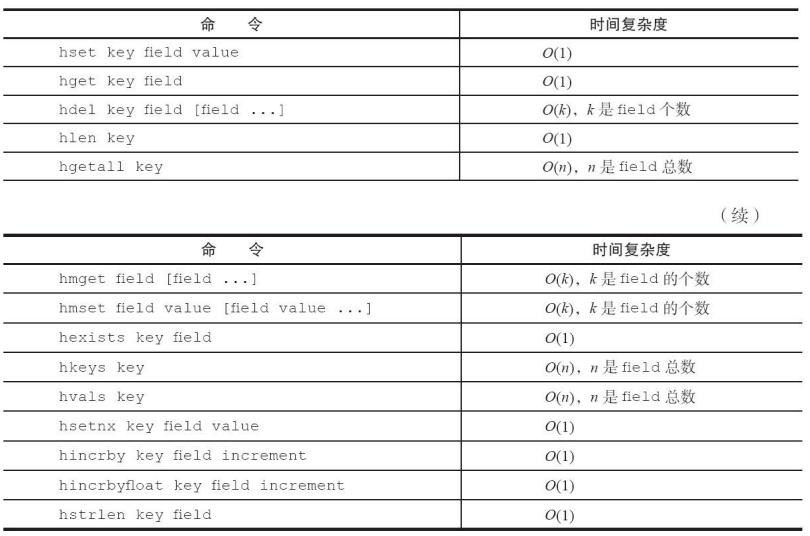 命 令 时间复杂度
hset key field value O(1)
hget key field O(1)
hdel key field [field ...] O(k)，k 是 field 个数
hlen key O(1)
hgetall key O(n)，n 是 field 总数
（续）
命 令 时间复杂度
hmget field [field ...] O(k)，k 是 field 的个数
hmset field value [field value ...] O(k)，k 是 field 的个数
hexists key field O(1)
hkeys key O(n)，n 是 field 总数
hvals key O(n)，n 是 field 总数
hsetnx key field value O(1)
hincrby key field increment O(1)
hincrbyfloat key field increment O(1)
hstrlen key field O(1)